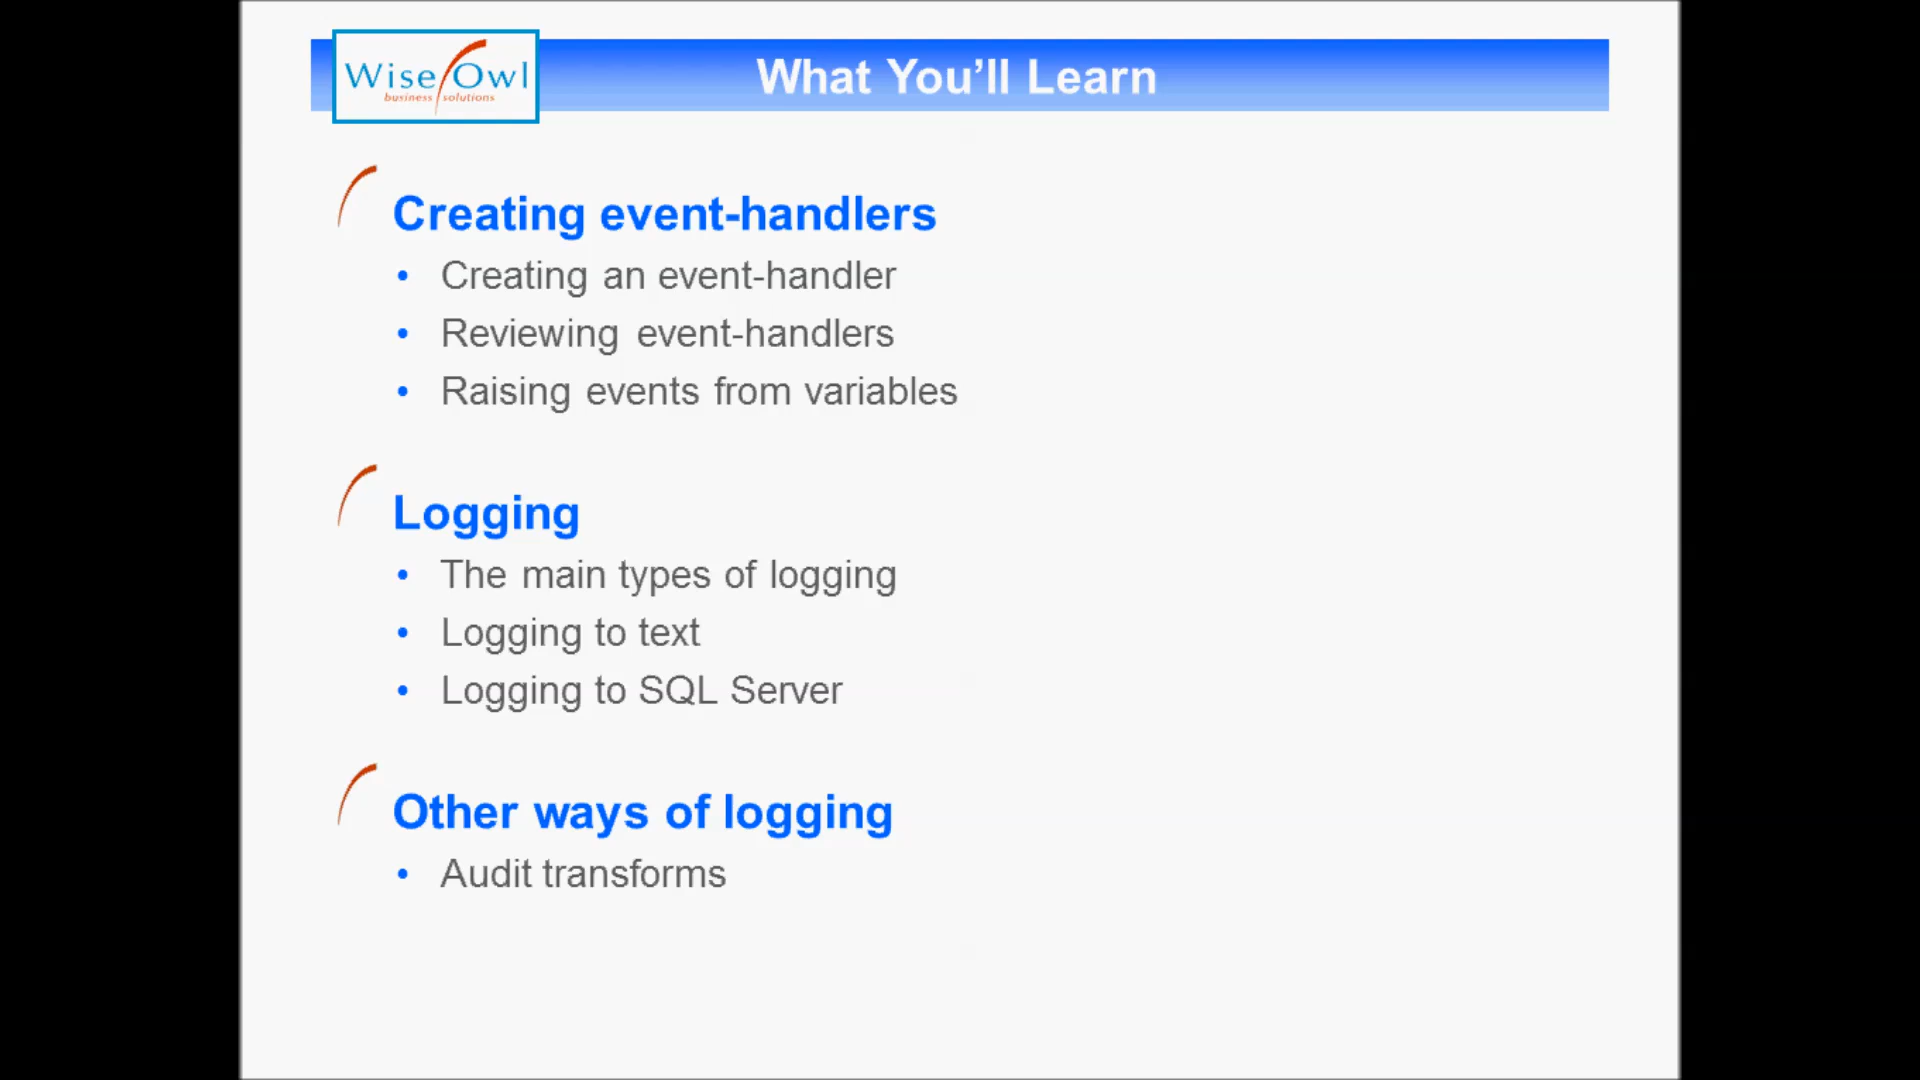 Wise Owl
business solutions
What You'll Learn
Creating event-handlers
• Creating an event-handler
• Reviewing event-handlers
• Raising events from variables
Logging
• The main types of logging
• Logging to text
• Logging to SQL Server
Other ways of logging
• Audit transforms